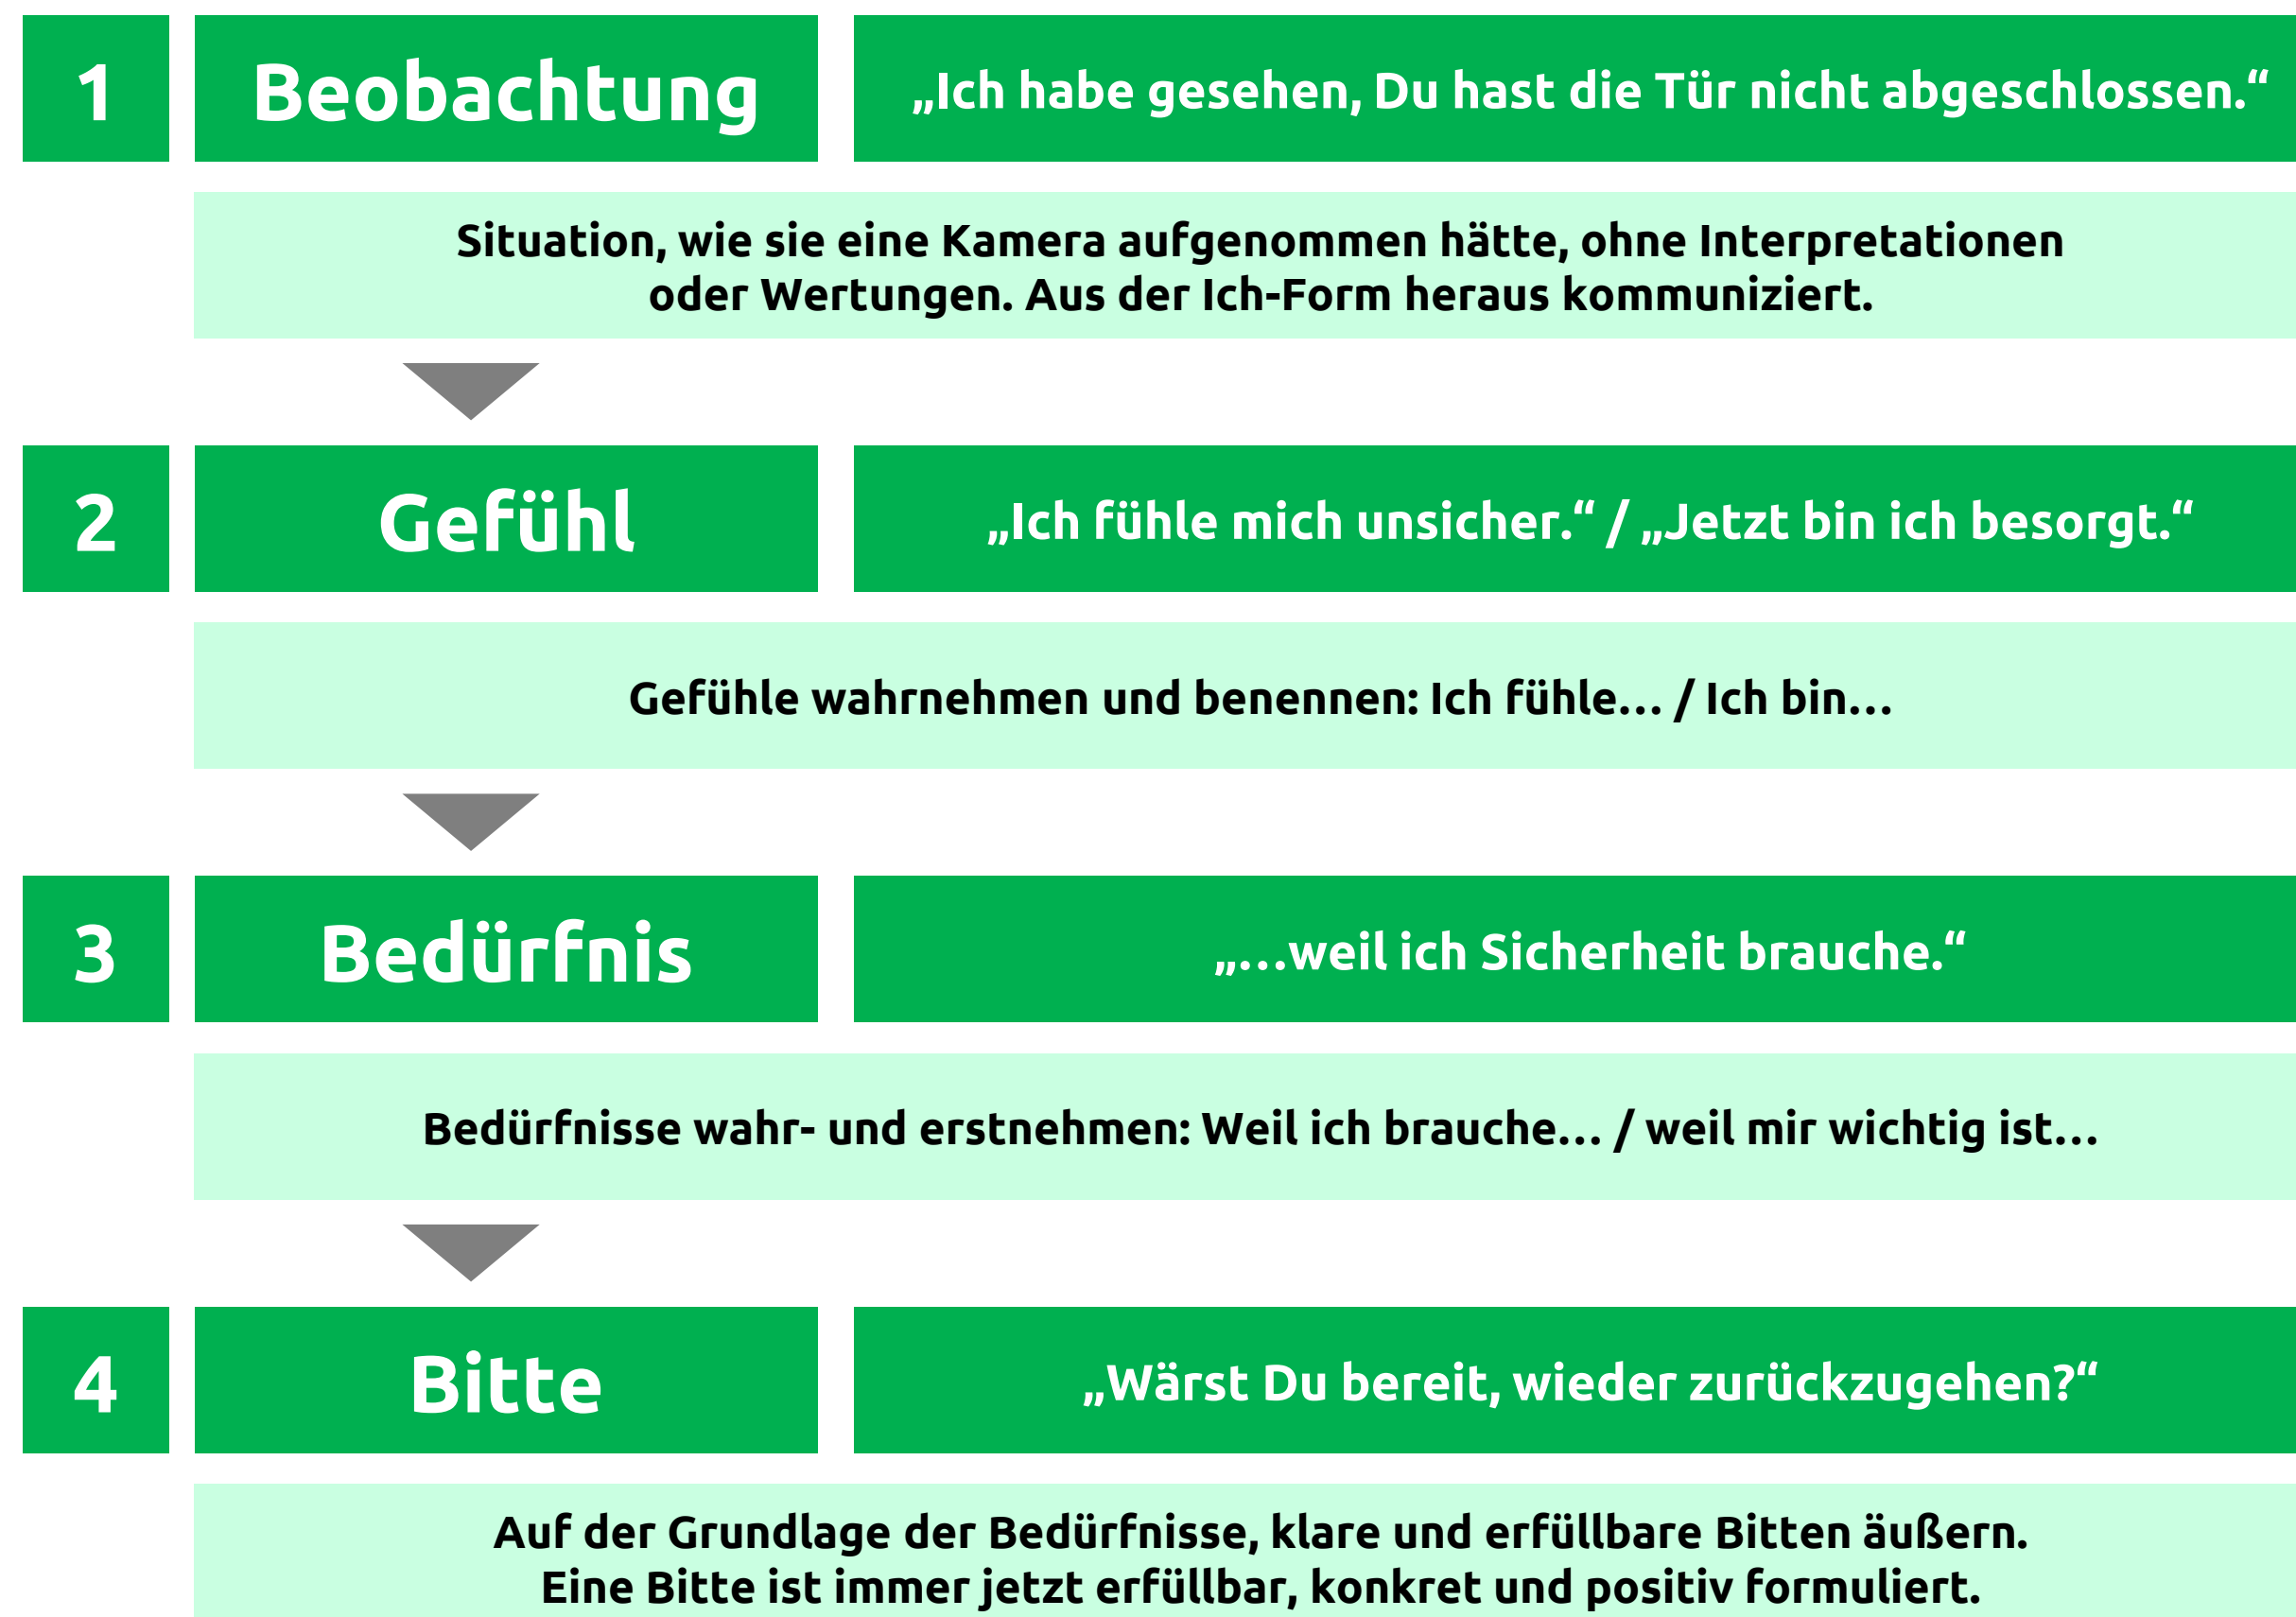 1
Beobachtung
„Ich habe gesehen, Du hast die Tür nicht abgeschlossen.“
Situation, wie sie eine Kamera aufgenommen hätte, ohne Interpretationen
oder Wertungen. Aus der Ich-Form heraus kommuniziert.
2
Gefühl
„Ich fühle mich unsicher.“ / „Jetzt bin ich besorgt.“
Gefühle wahrnehmen und benennen: Ich fühle… / Ich bin…
3
Bedürfnis
„…weil ich Sicherheit brauche.“
Bedürfnisse wahr- und erstnehmen: Weil ich brauche… / weil mir wichtig ist…
4
Bitte
„Wärst Du bereit, wieder zurückzugehen?“
Auf der Grundlage der Bedürfnisse, klare und erfüllbare Bitten äußern.
Eine Bitte ist immer jetzt erfüllbar, konkret und positiv formuliert.